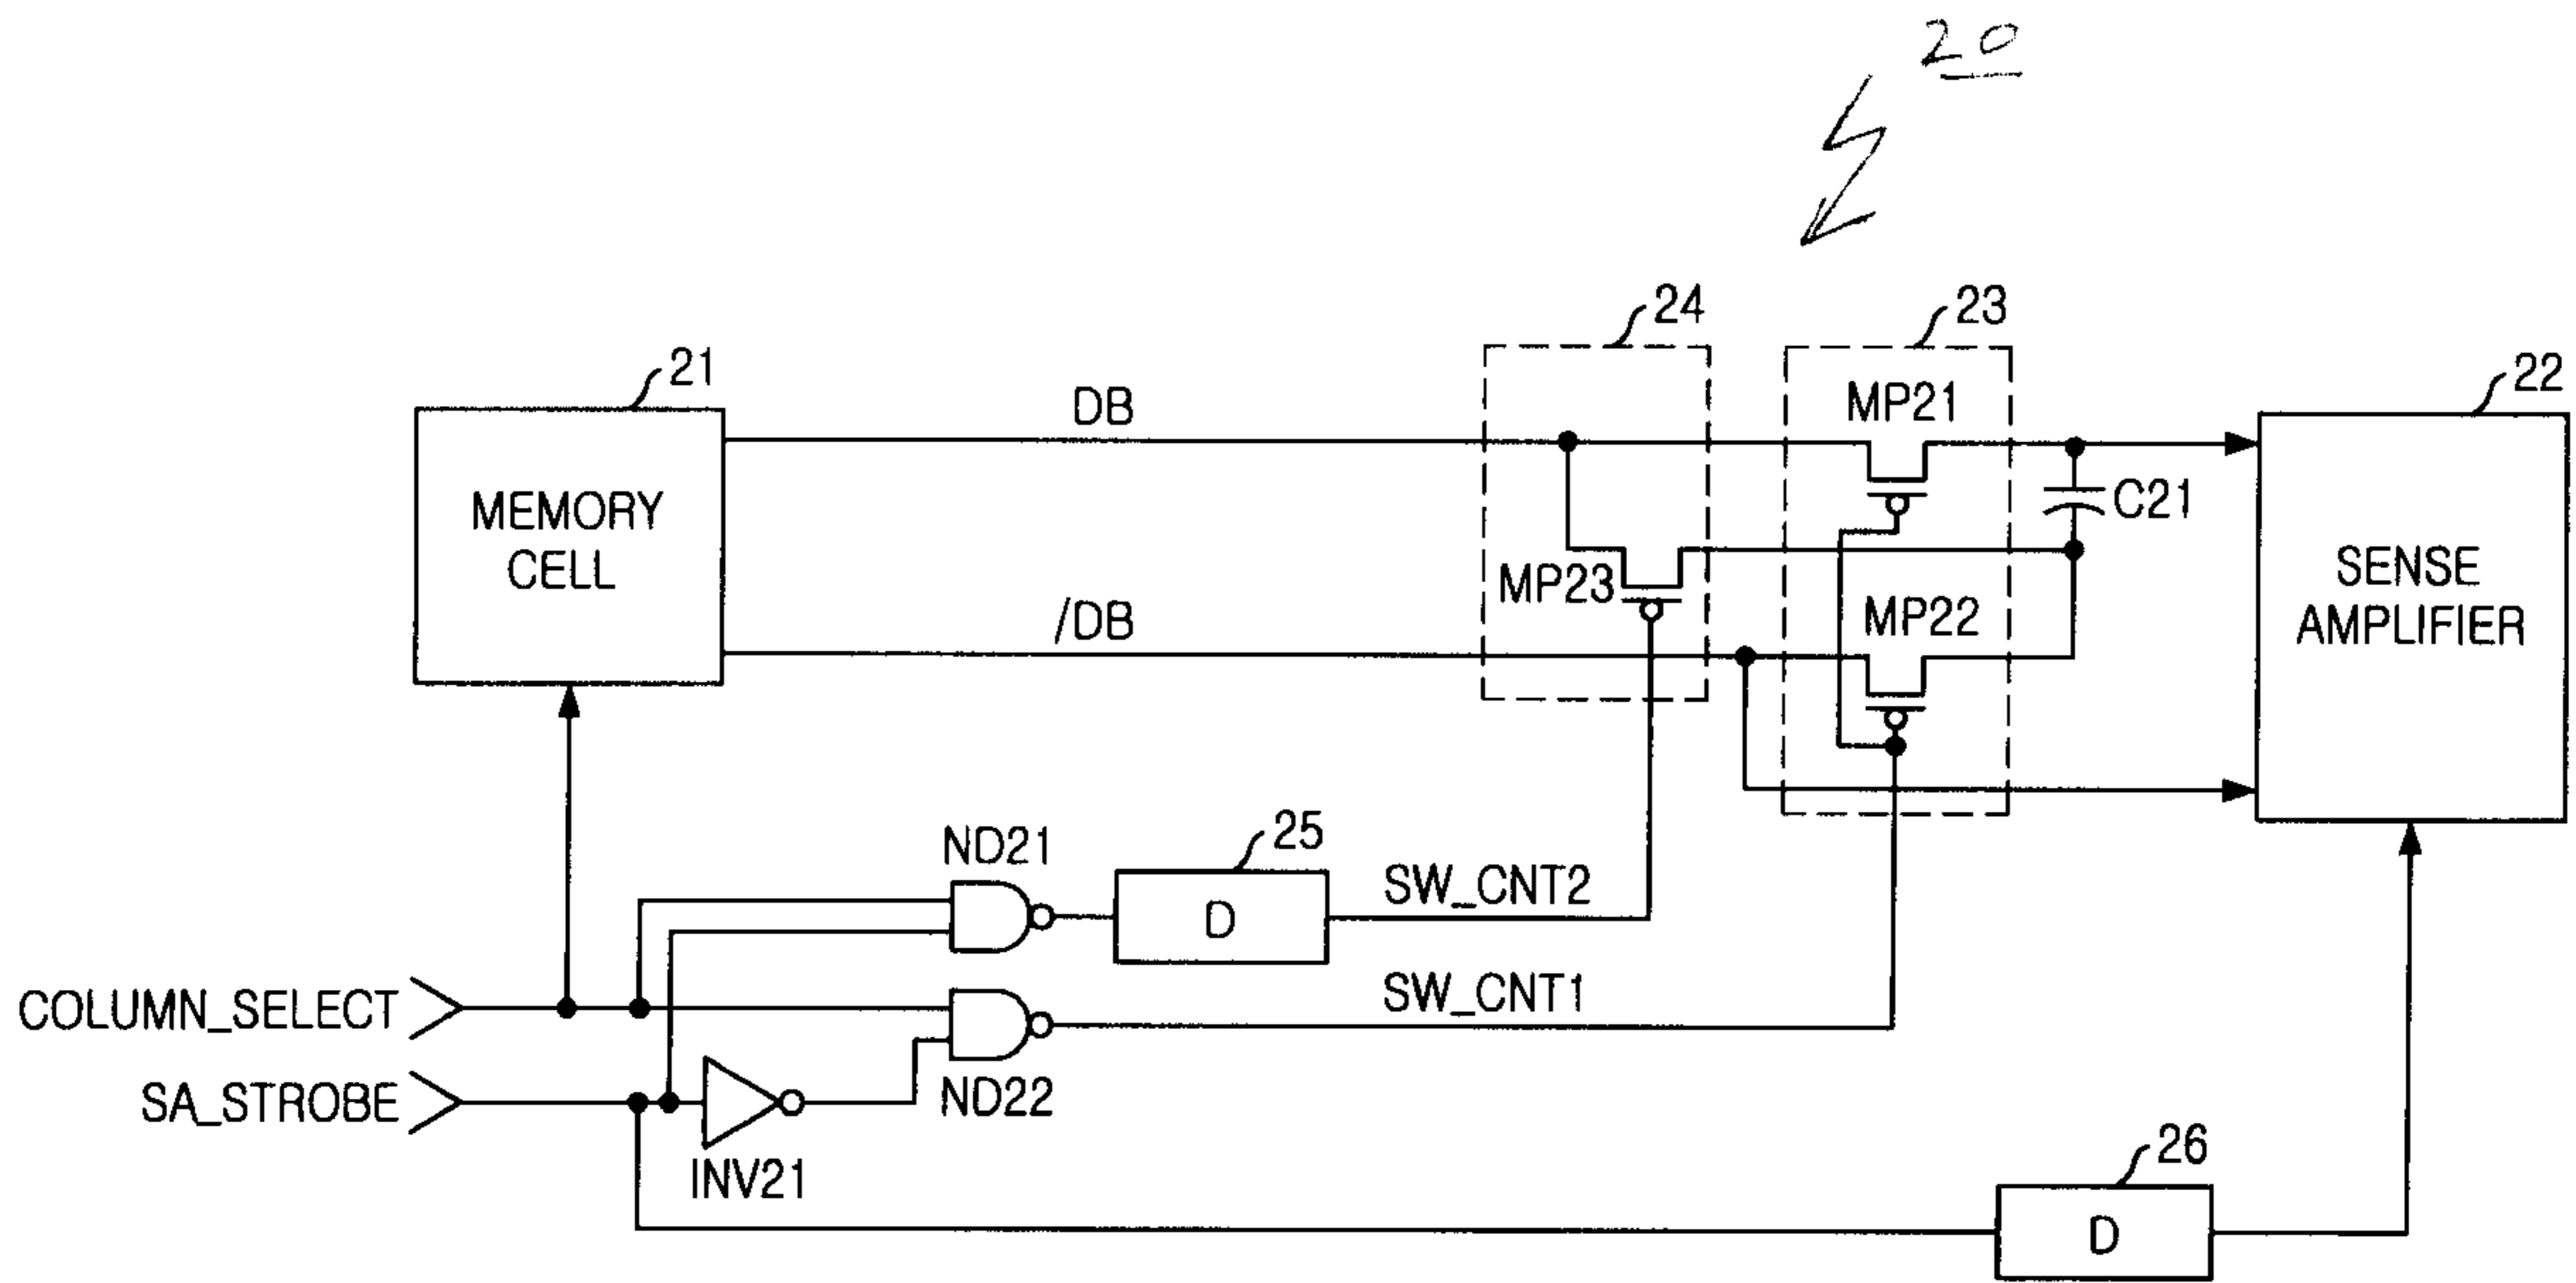 20
24
23
21
22
DB
MP21
MEMORY
CELL
C21
MP23
SENSE
AMPLIFIER
/DB
MP22
ND21
25
D
SW_CNT2
COLUMN_SELECT
SW_CNT1
SA_STROBE
ND22
INV21
26
D